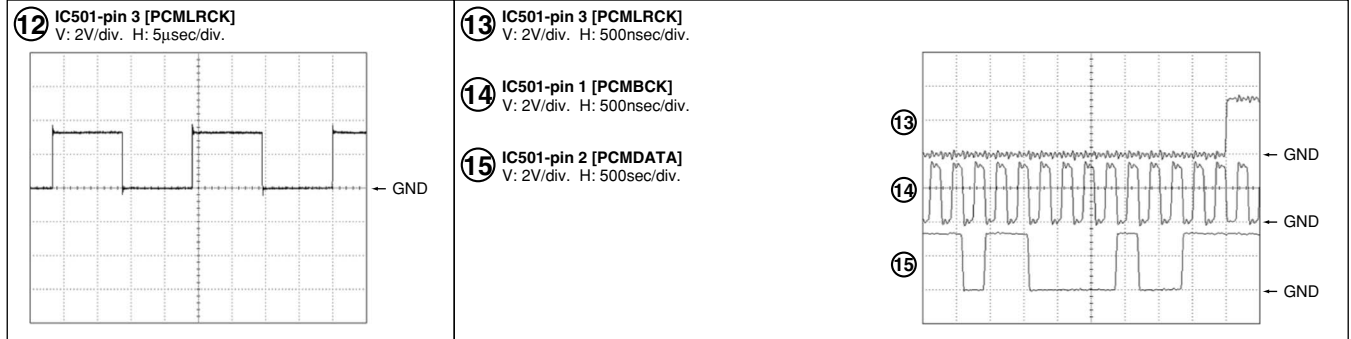 12 IC501-pin 3 [PCMLRCK]
V: 2V/div. H: 5μsec/div.
← GND
13 IC501-pin 3 [PCMLRCK]
V: 2V/div. H: 500nsec/div.
14 IC501-pin 1 [PCMBCK]
V: 2V/div. H: 500nsec/div.
15 IC501-pin 2 [PCMDATA]
V: 2V/div. H: 500sec/div.
13
← GND
14
← GND
15
← GND